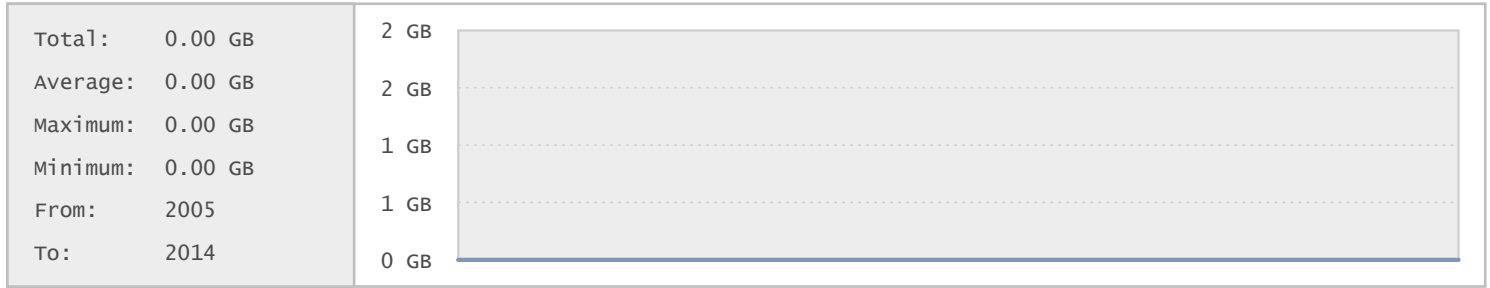 Total: 0.00 GB
Average: 0.00 GB
Maximum: 0.00 GB
Minimum: 0.00 GB
From: 2005
To: 2014
2 GB
2 GB
1 GB
1 GB
0 GB